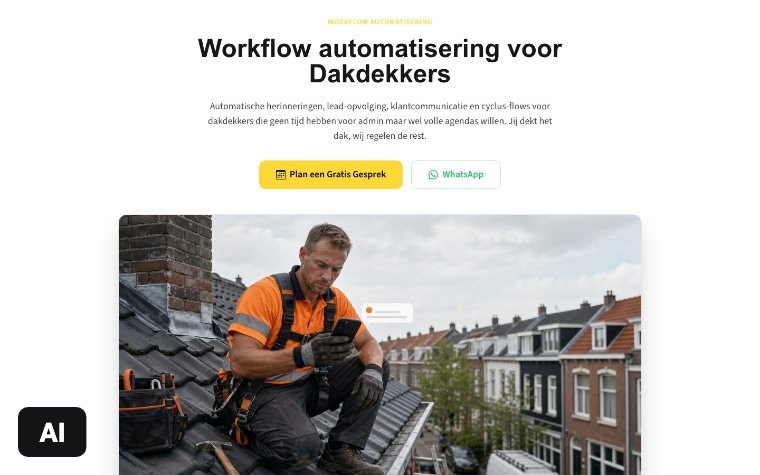 WORKFLOW AUTOMATISERING
Workflow automatisering voor
Dakdekkers
Automatische herinneringen, lead-opvolging, klantcommunicatie en cyclus-flows voor
dakdekkers die geen tijd hebben voor admin maar wel volle agendas willen. Jij dekt het
dak, wij regelen de rest.
Plan een Gratis Gesprek
WhatsApp
AI